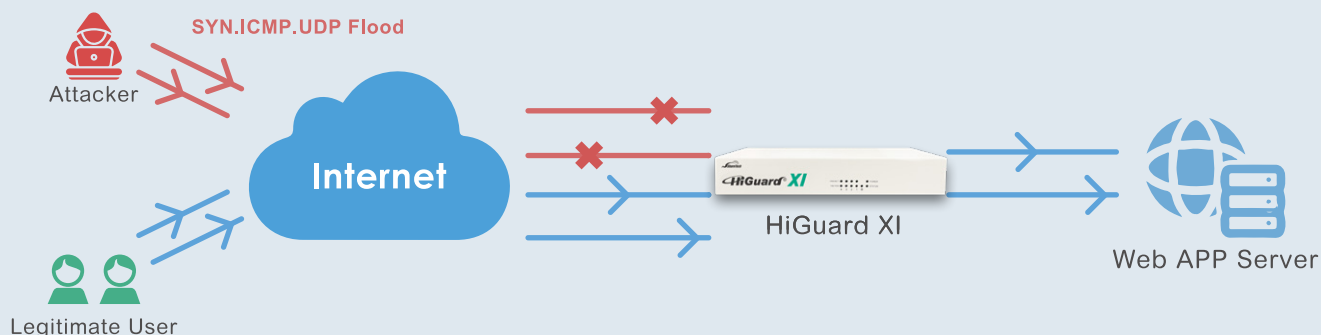 SYN.ICMP.UDP Flood
Attacker
Internet
HiGuard XI
HiGuard XI
Web APP Server
Legitimate User